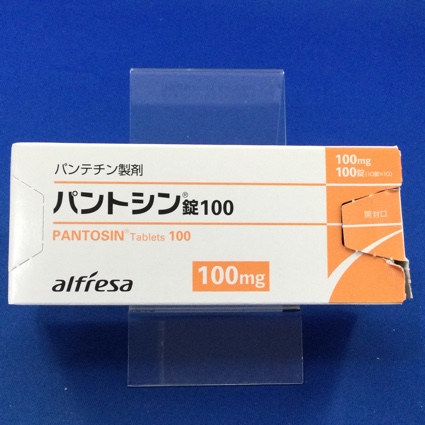 パンテチン製剤
パントシン®錠100
PANTOSIN® Tablets 100
100mg
alfresa
100mg
100錠(10錠×10)
開封口